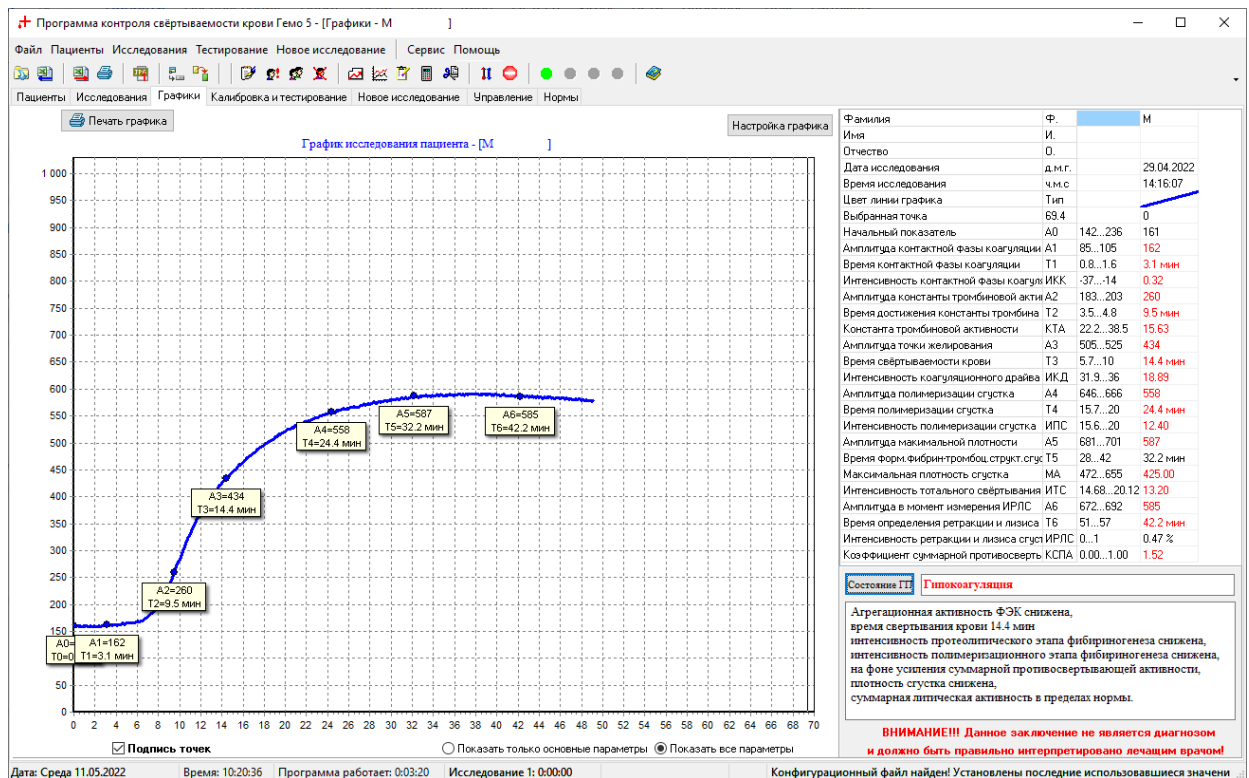 Программа контроля свёртываемости крови Гемо 5 - [Графики - М ]
Файл Пациенты Исследования Тестирование Новое исследование Сервис Помощь
Пациенты Исследования Графики Калибровка и тестирование Новое исследование Управление Нормы
Печать графика
Настройка графика
График исследования пациента - [М ]
1 000
950
900
850
800
750
700
650
600
550
500
450
400
350
300
250
200
150
50
0
A0=
T0=0
A1=162
T1=3.1 мин
A2=260
T2=9.5 мин
A3=434
T3=14.4 мин
A4=558
T4=24.4 мин
A5=587
T5=32.2 мин
A6=585
T6=42.2 мин
0 2 4 6 8 10 12 14 16 18 20 22 24 26 28 30 32 34 36 38 40 42 44 46 48 50 52 54 56 58 60 62 64 66 68 70
Подпись точек
Показать только основные параметры Показать все параметры
Фамилия Ф. М
Имя И.
Отчество О.
Дата исследования д.м.г. 29.04.2022
Время исследования ч.м.с 14:16:07
Цвет линии графика Тип
Выбранная точка 69.4 0
Начальный показатель А0 142...236 161
Амплитуда контактной фазы коагуляции А1 85...105 162
Время контактной фазы коагуляции Т1 0.8...1.6 3.1 мин
Интенсивность контактной фазы коагуля ИКК -37...-14 0.32
Амплитуда константы тромбиновой акти А2 183...203 260
Время достижения константы тромбина Т2 3.5...4.8 9.5 мин
Константа тромбиновой активности КТА 22.2...38.5 15.63
Амплитуда точки желирования А3 505...525 434
Время свёртываемости крови Т3 5.7...10 14.4 мин
Интенсивность коагуляционного драйва ИКД 31.9...36 18.89
Амплитуда полимеризации сгустка А4 646...666 558
Время полимеризации сгустка Т4 15.7...20 24.4 мин
Интенсивность полимеризации сгустка ИПС 15.6...20 12.40
Амплитуда макимальной плотности А5 681...701 587
Время форм.фибрин-тромбоц.структ.сгус Т5 28...42 32.2 мин
Максимальная плотность сгустка МА 472...655 425.00
Интенсивность тотального свёртывания ИТС 14.68...20.12 13.20
Амплитуда в момент измерения ИРЛС А6 672...692 585
Время определения ретракции и лизиса Т6 51...57 42.2 мин
Интенсивность ретракции и лизиса сгуст ИРЛС 0...1 0.47 %
Коэффициент суммарной противосверть КСПА 0.00...1.00 1.52
Состояние ГП Гипокоагуляция
Агрегационная активность ФЭК снижена,
время свертывания крови 14.4 мин
интенсивность протеолитического этапа фибириногенеза снижена,
интенсивность полимеризационного этапа фибириногенеза снижена,
на фоне усиления суммарной противосвертывающей активности,
плотность сгустка снижена,
суммарная литическая активность в пределах нормы.
ВНИМАНИЕ!!! Данное заключение не является диагнозом
и должно быть правильно интерпретировано лечащим врачом!
Дата: Среда 11.05.2022 Время: 10:20:36 Программа работает: 0:03:20 Исследование 1: 0:00:00 Конфигурационный файл найден! Установлены последние использовавшиеся значени